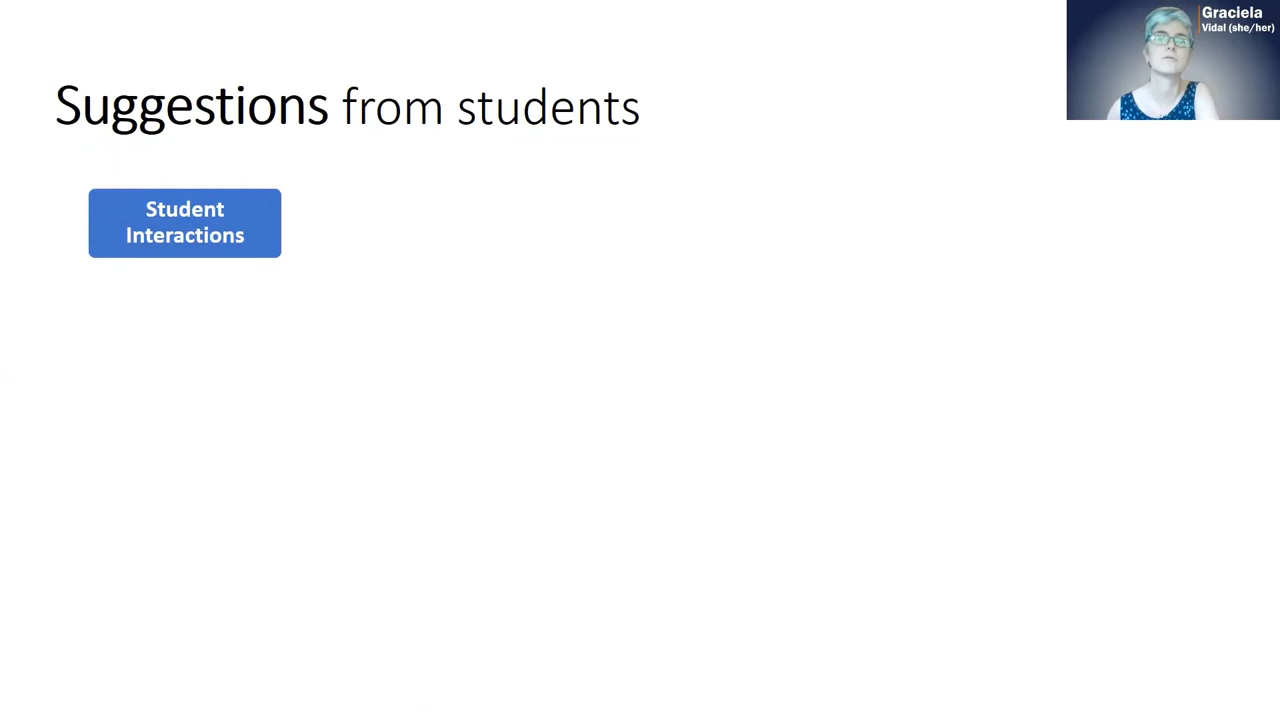 Suggestions from students
Student
Interactions
Graciela
Vidal (she/her)